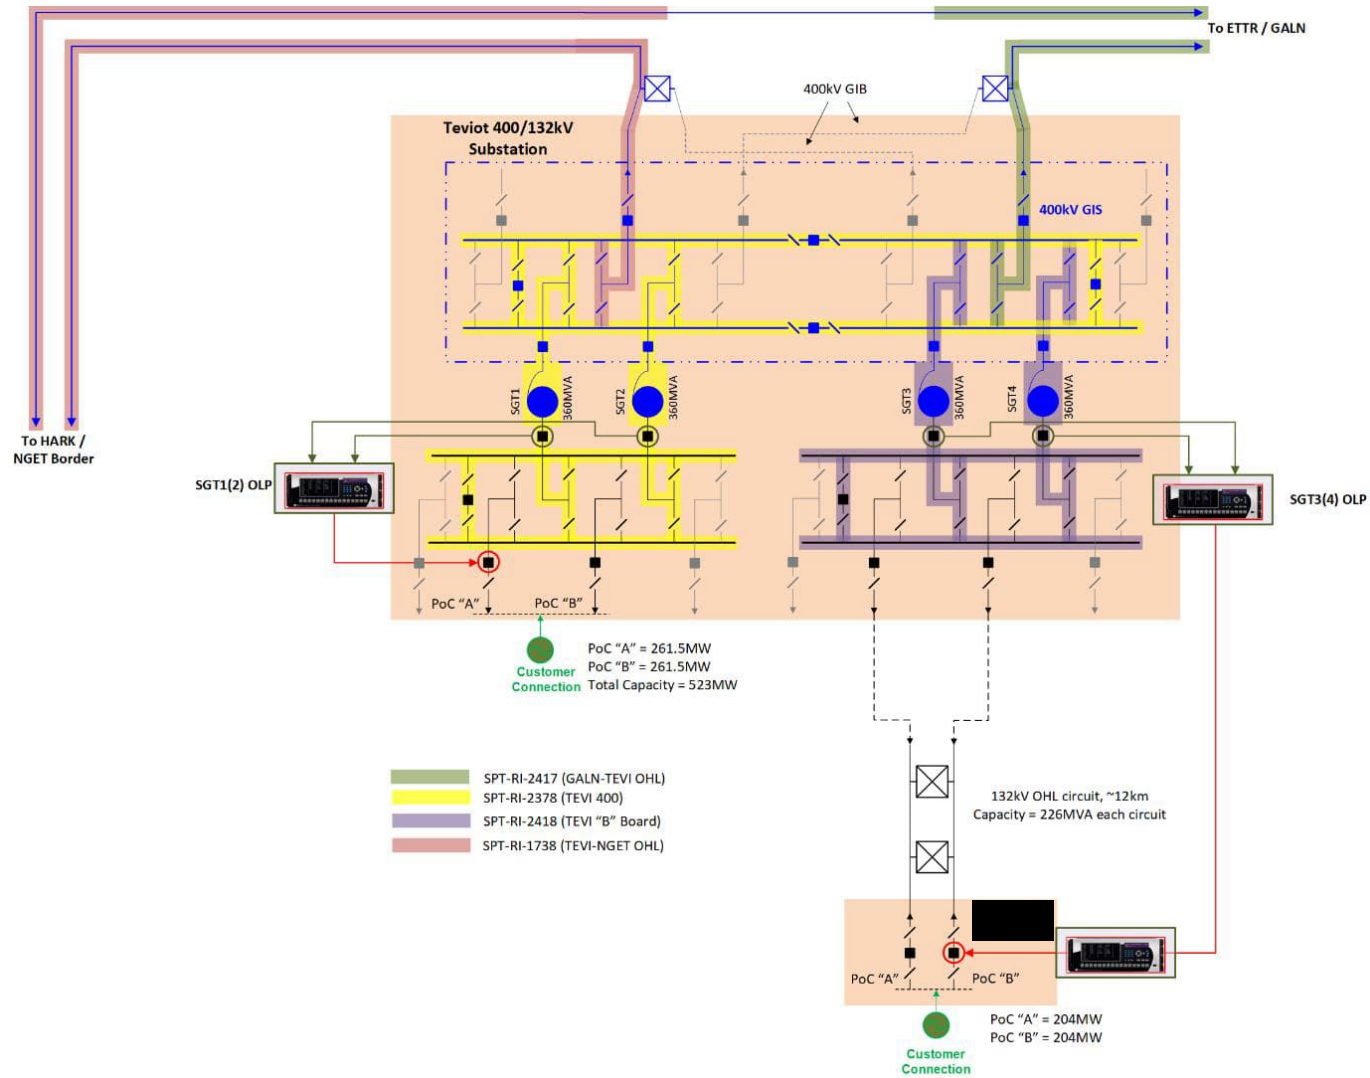 To ETTR / GALN
400kV GIB
Teviot 400/132kV
Substation
400kV GIS
SGT1
360MVA
SGT2
360MVA
SGT3
360MVA
SGT4
360MVA
To HARK /
NGET Border
SGT1(2) OLP
SGT3(4) OLP
PoC “A”
PoC “B”
Customer
Connection
PoC “A” = 261.5MW
PoC “B” = 261.5MW
Total Capacity = 523MW
SPT-RI-2417 (GALN-TEVI OHL)
SPT-RI-2378 (TEVI 400)
SPT-RI-2418 (TEVI “B” Board)
SPT-RI-1738 (TEVI-NGET OHL)
132kV OHL circuit, ~12km
Capacity = 226MVA each circuit
PoC “A”
PoC “B”
PoC “A” = 204MW
PoC “B” = 204MW
Customer
Connection